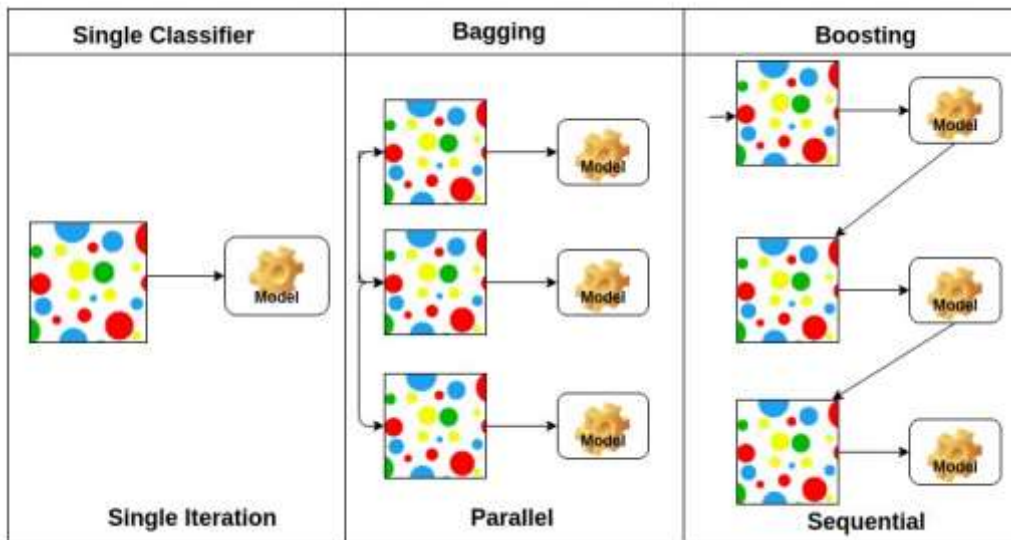 Single Classifier
Bagging
Boosting
Model
Model
Model
Model
Model
Model
Model
Single Iteration
Parallel
Sequential